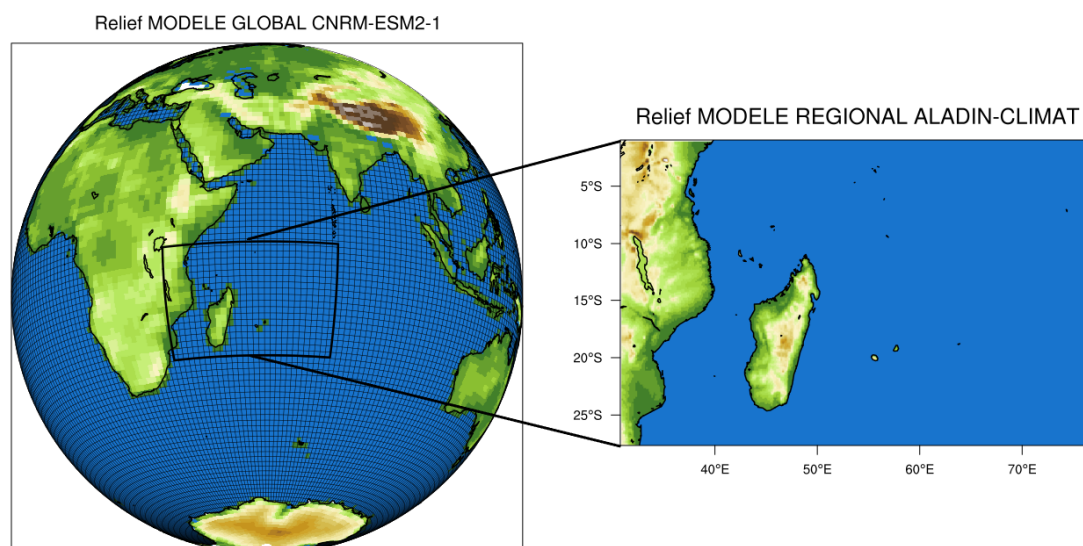 Relief MODELE GLOBAL CNRM-ESM2-1
Relief MODELE REGIONAL ALADIN-CLIMAT
5°S
10°S
15°S
20°S
25°S
40°E
50°E
60°E
70°E